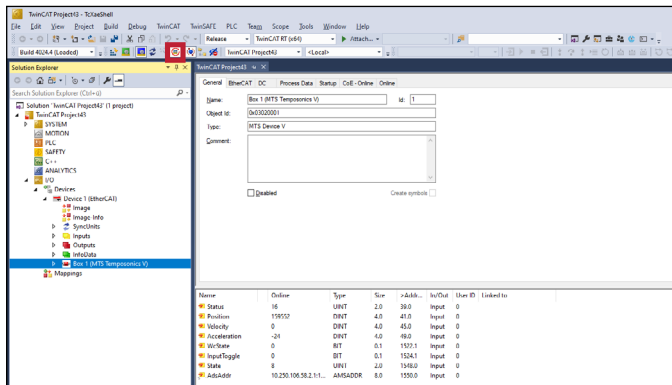 TwinCAT Project43 - TcXaeShell
File Edit View Project Build Debug TwinCAT TwinSAFE PLC Team Scope Tools Window Help
Release TwinCAT RT (x64) Attach...
Build 4024.4 (Loaded) TwinCAT Project43 <Local>
Solution Explorer
Search Solution Explorer (Ctrl+ü)
Solution 'TwinCAT Project43' (1 project)
TwinCAT Project43
SYSTEM
MOTION
PLC
SAFETY
C++
ANALYTICS
I/O
Devices
Device 1 (EtherCAT)
Image
Image Info
SyncUnits
Inputs
Outputs
InfoData
Box 1 (MTS Temposonics V)
Mappings
TwinCAT Project43
General EtherCAT DC Process Data Startup CoE - Online Online
Name: Box 1 (MTS Temposonics V) Id: 1
Object Id: 0x03020001
Type: MTS Device V
Comment:
Disabled Create symbols
Name Online Type Size >Addr... In/Out User ID Linked to
Status 16 UINT 2.0 39.0 Input 0
Position 159552 DINT 4.0 41.0 Input 0
Velocity 0 DINT 4.0 45.0 Input 0
Acceleration -24 DINT 4.0 49.0 Input 0
WcState 0 BIT 0.1 1522.1 Input 0
InputToggle 0 BIT 0.1 1524.1 Input 0
State 8 UINT 2.0 1548.0 Input 0
AdsAddr 10.250.106.58.2.1:1... AMSADDR 8.0 1550.0 Input 0